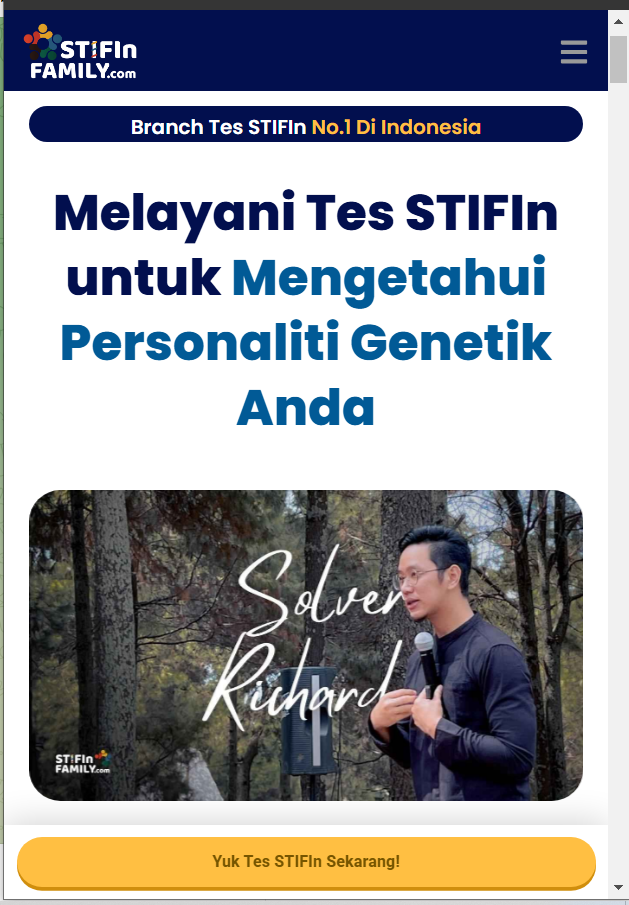 STIFIn
FAMILY.com
Branch Tes STIFIn No.1 Di Indonesia
Melayani Tes STIFIn
untuk Mengetahui
Personaliti Genetik
Anda
Solver
Richard
STIFIn
FAMILY.com
Yuk Tes STIFIn Sekarang!